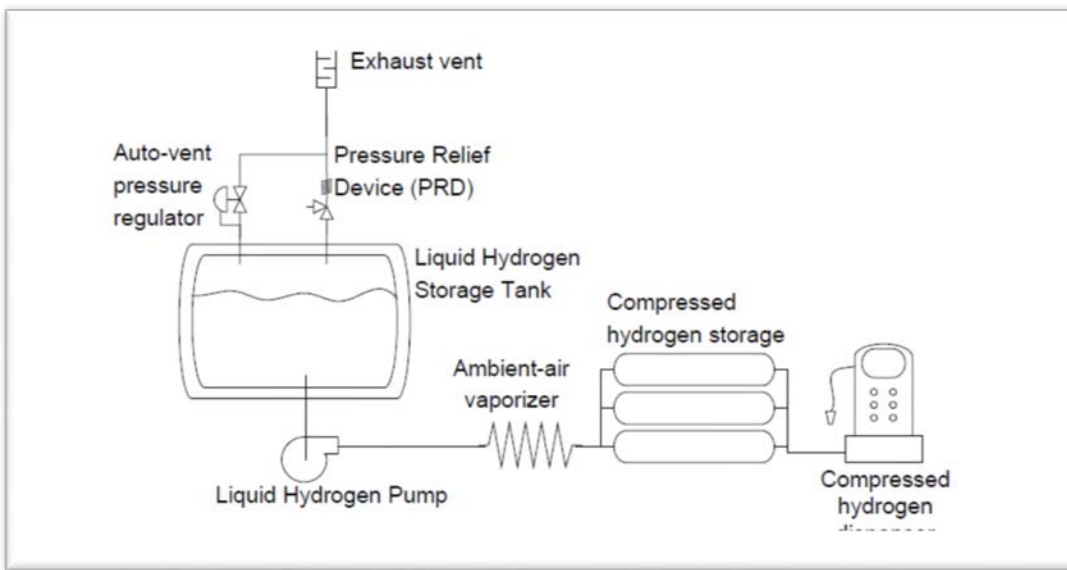 Exhaust vent
Auto-vent
pressure
regulator
Pressure Relief
Device (PRD)
Liquid Hydrogen
Storage Tank
Compressed
hydrogen storage
Ambient-air
vaporizer
Liquid Hydrogen Pump
Compressed
hydrogen